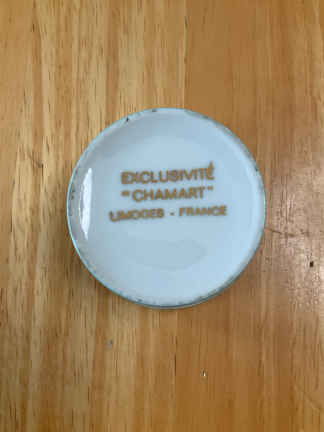 EXCLUSIVITÉ
"CHAMART"
LIMOGES - FRANCE